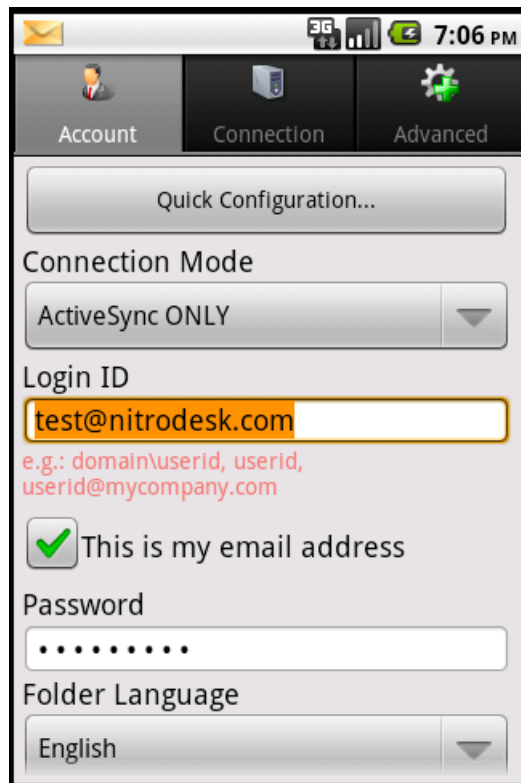 3G 7:06 PM
Account Connection Advanced
Quick Configuration...
Connection Mode
ActiveSync ONLY
Login ID
test@nitrodesk.com
e.g.: domain\userid, userid,
userid@mycompany.com
This is my email address
Password
•••••••••
Folder Language
English